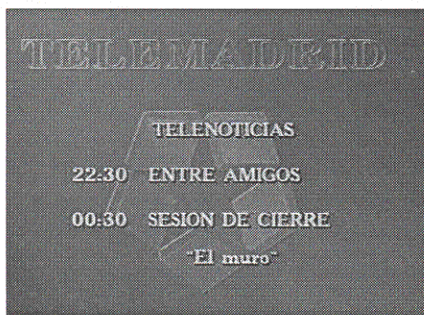 TELEMADRID
TELENOTICIAS
22:30 ENTRE AMIGOS
00:30 SESION DE CIERRE
"El muro"